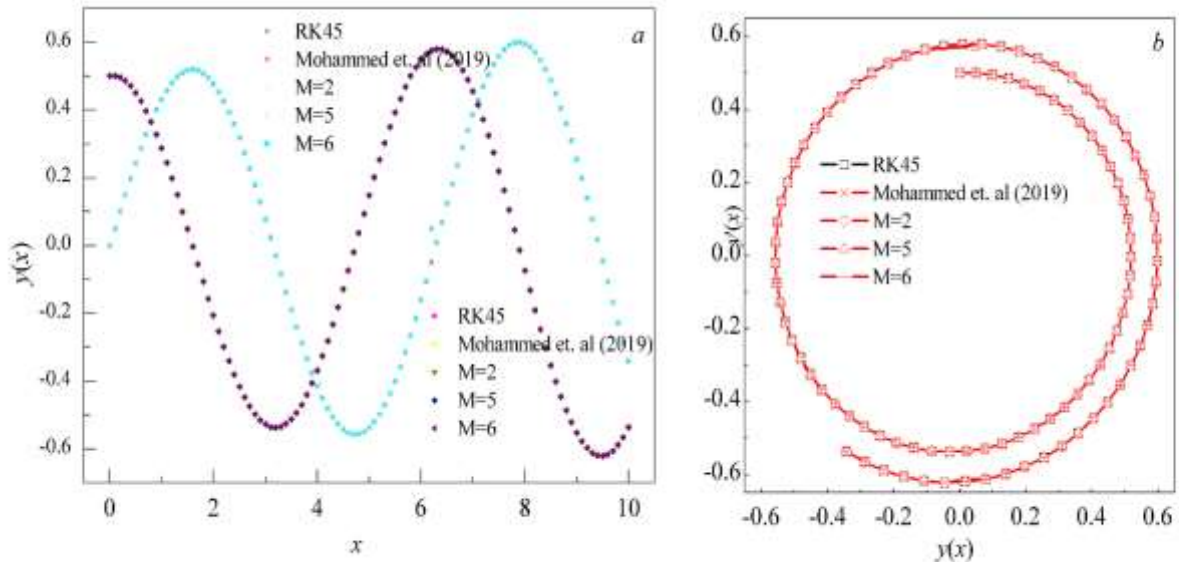 a
RK45
Mohammed et. al (2019)
M=2
M=5
M=6
RK45
Mohammed et. al (2019)
M=2
M=5
M=6
0.6
0.4
0.2
0.0
-0.2
-0.4
-0.6
y(x)
0 2 4 6 8 10
x
b
RK45
Mohammed et. al (2019)
M=2
M=5
M=6
0.6
0.4
0.2
0.0
-0.2
-0.4
-0.6
-0.6 -0.4 -0.2 0.0 0.2 0.4 0.6
y(x)